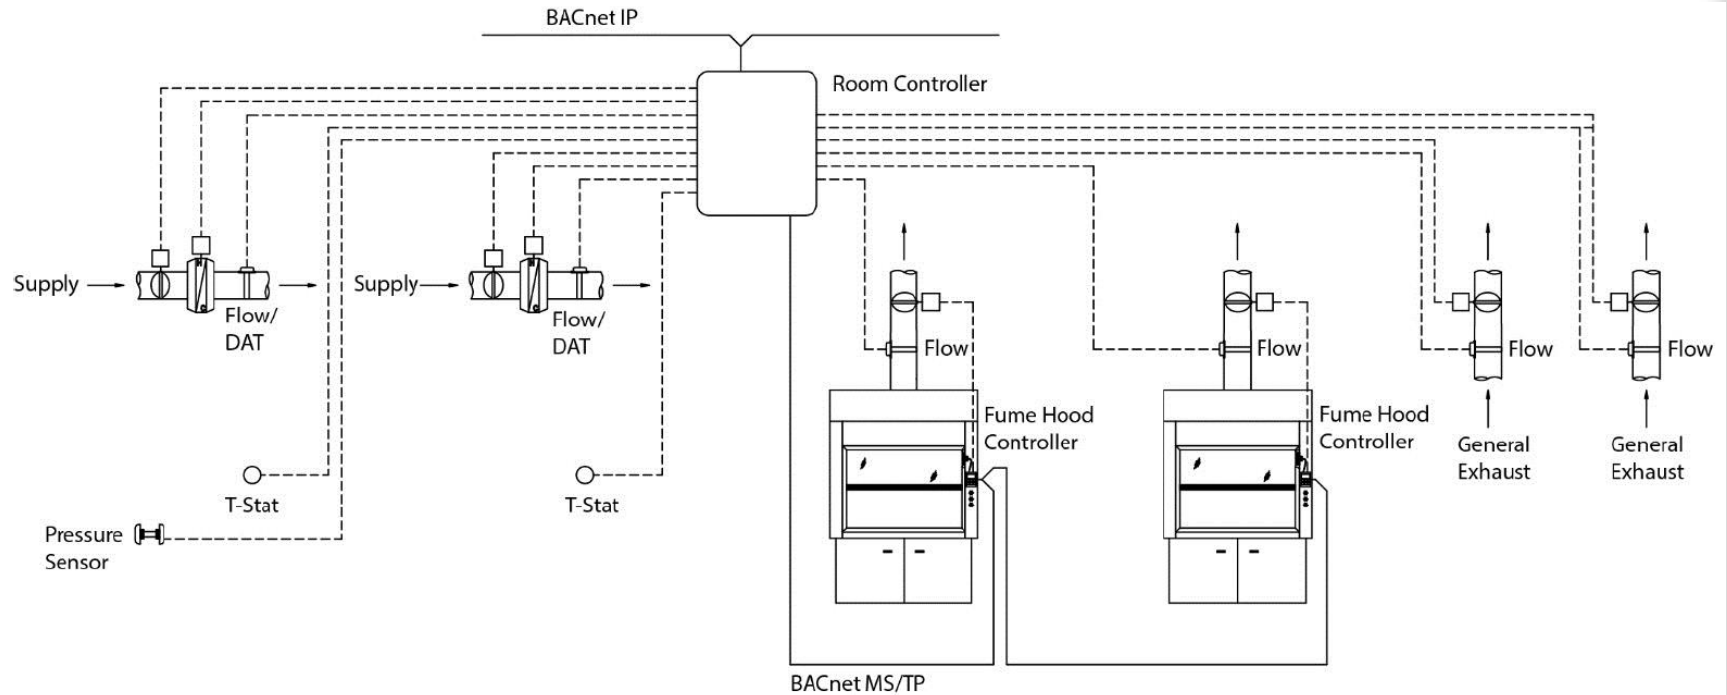 BACnet IP
Room Controller
Supply
Flow/
DAT
Supply
Flow/
DAT
Flow
Flow
Flow
Flow
Fume Hood
Controller
Fume Hood
Controller
General
Exhaust
General
Exhaust
T-Stat
T-Stat
Pressure
Sensor
BACnet MS/TP